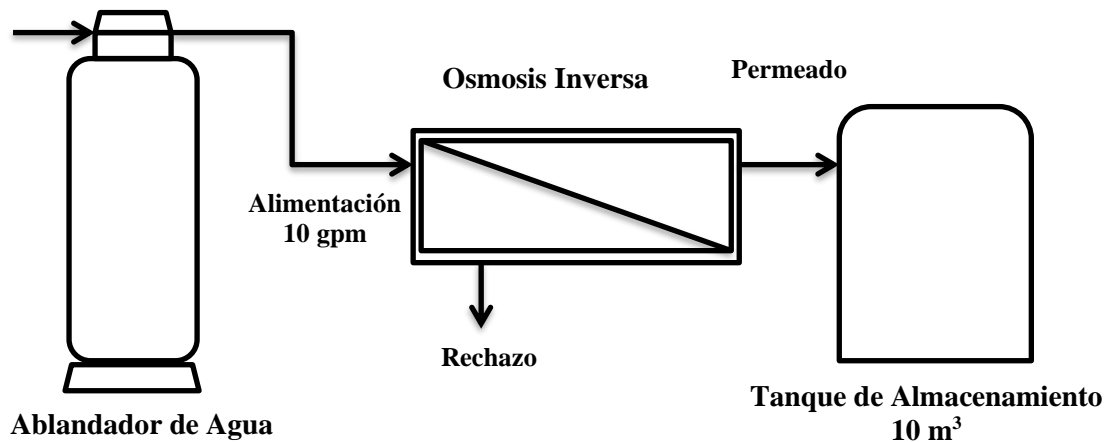 Osmosis Inversa
Permeado
Alimentación
10 gpm
Rechazo
Ablandador de Agua
Tanque de Almacenamiento
10 m³